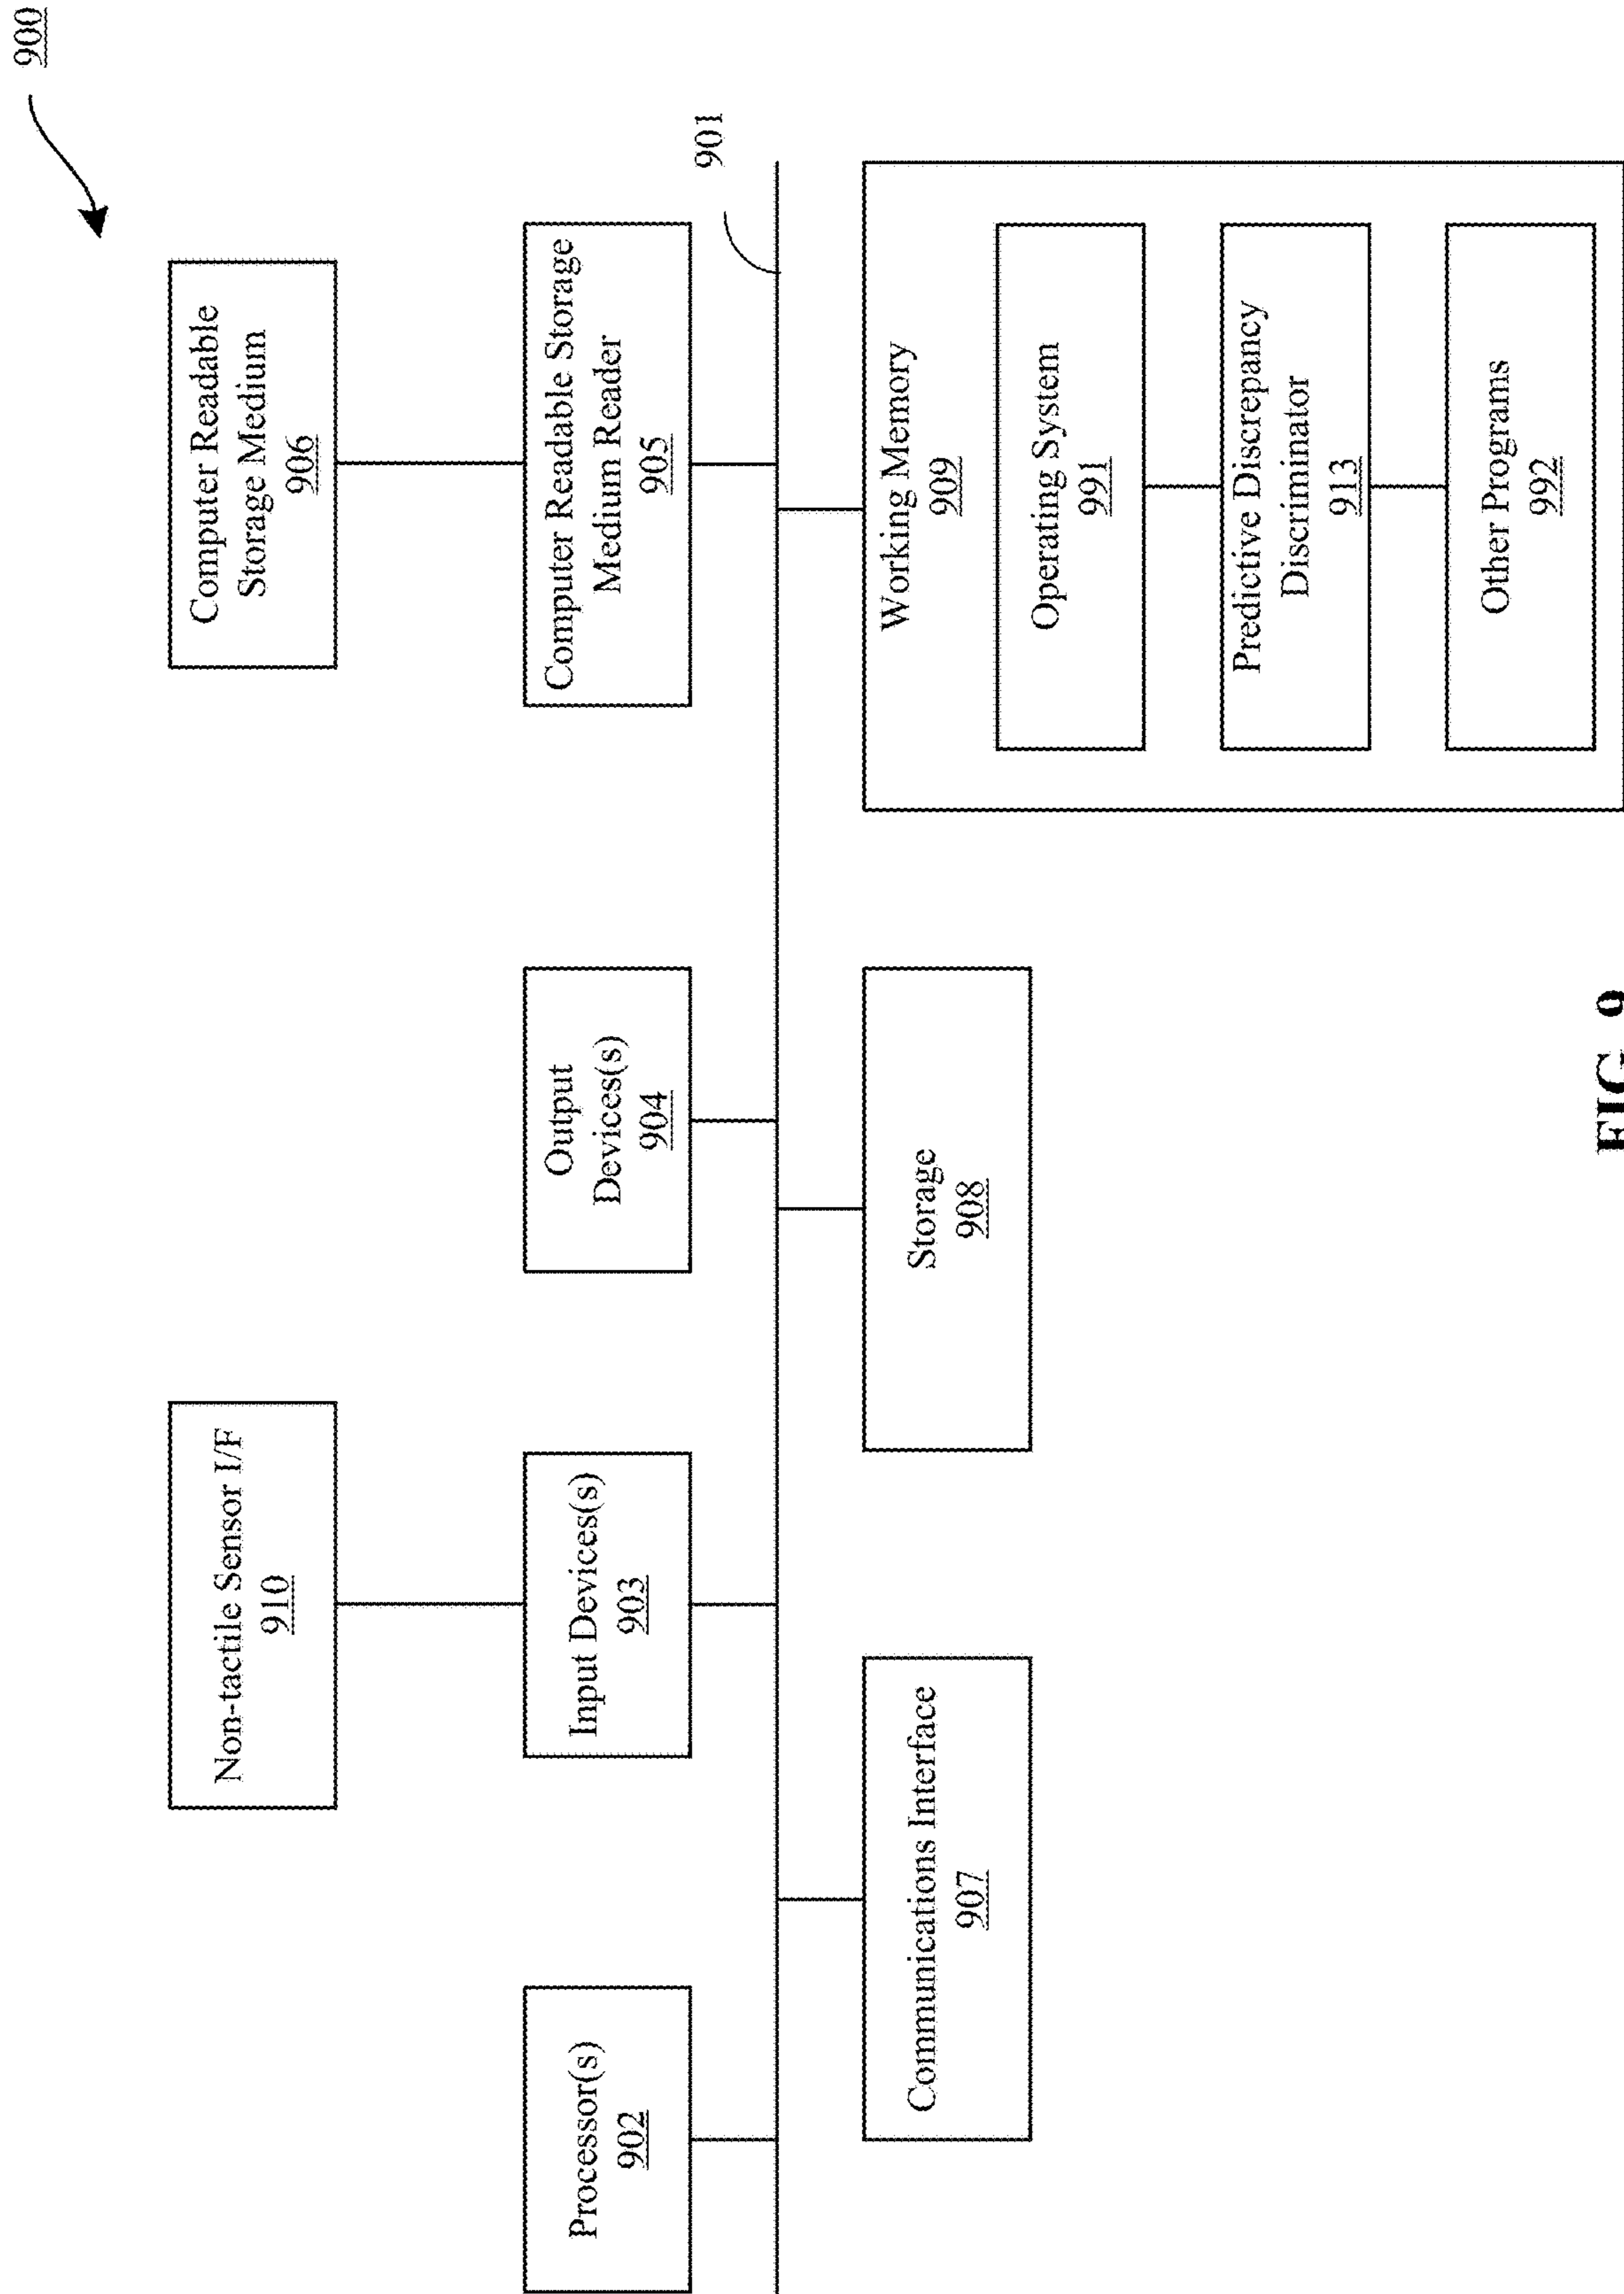 900
Non-tactile Sensor I/F
910
Computer Readable
Storage Medium
906
Processor(s)
902
Input Devices(s)
903
Output
Devices(s)
904
Computer Readable Storage
Medium Reader
905
901
Communications Interface
907
Storage
908
Working Memory
909
Operating System
991
Predictive Discrepancy
Discriminator
913
Other Programs
992
FIG. 9